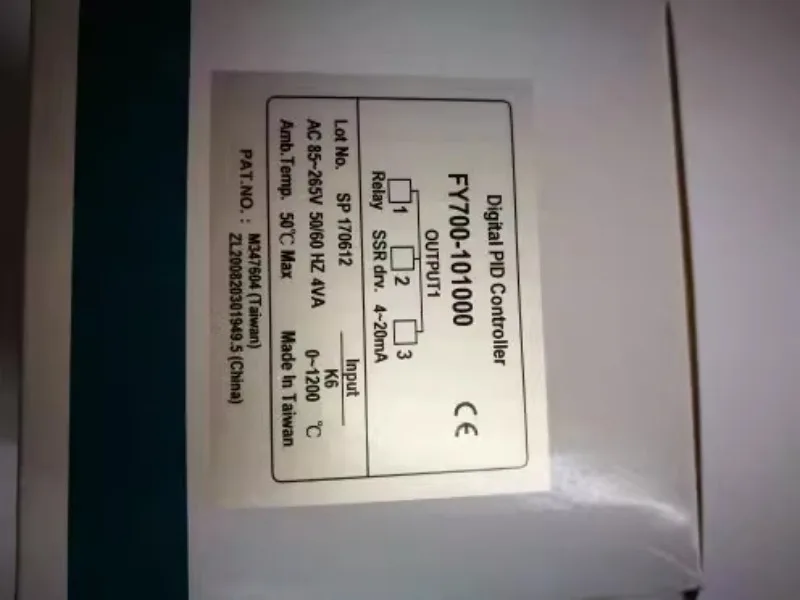 Digital PID Controller
FY700-101000 CE
OUTPUT1
1 2 3
Relay SSR drv. 4~20mA
Input
Lot No. SP 170612 K6
AC 85~265V 50/60 HZ 4VA 0~1200 ℃
Amb.Temp. 50℃ Max Made In Taiwan
PAT.NO. : M347604 (Taiwan)
ZL200820301949.5 (China)